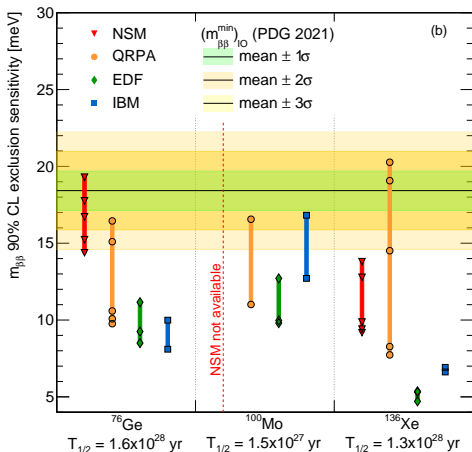 m_ββ 90% CL exclusion sensitivity [meV]
30
25
20
15
10
5
NSM
QRPA
EDF
IBM
(m_ββ^min)_IO (PDG 2021)
mean ± 1σ
mean ± 2σ
mean ± 3σ
(b)
NSM not available
⁷⁶Ge
¹⁰⁰Mo
¹³⁶Xe
T_1/2 = 1.6x10²⁸ yr
T_1/2 = 1.5x10²⁷ yr
T_1/2 = 1.3x10²⁸ yr